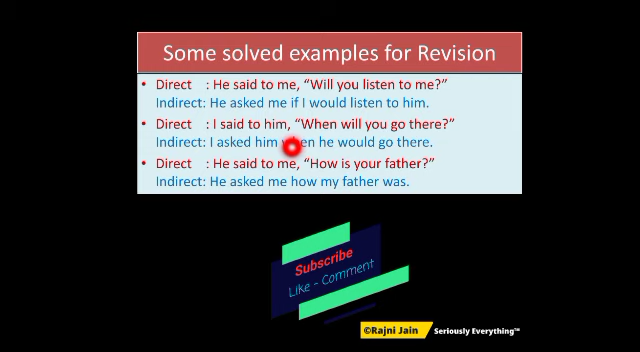 Some solved examples for Revision
• Direct : He said to me, “Will you listen to me?”
Indirect: He asked me if I would listen to him.
• Direct : I said to him, “When will you go there?”
Indirect: I asked him when he would go there.
• Direct : He said to me, “How is your father?”
Indirect: He asked me how my father was.
Subscribe
Like - Comment
©Rajni Jain Seriously Everything™